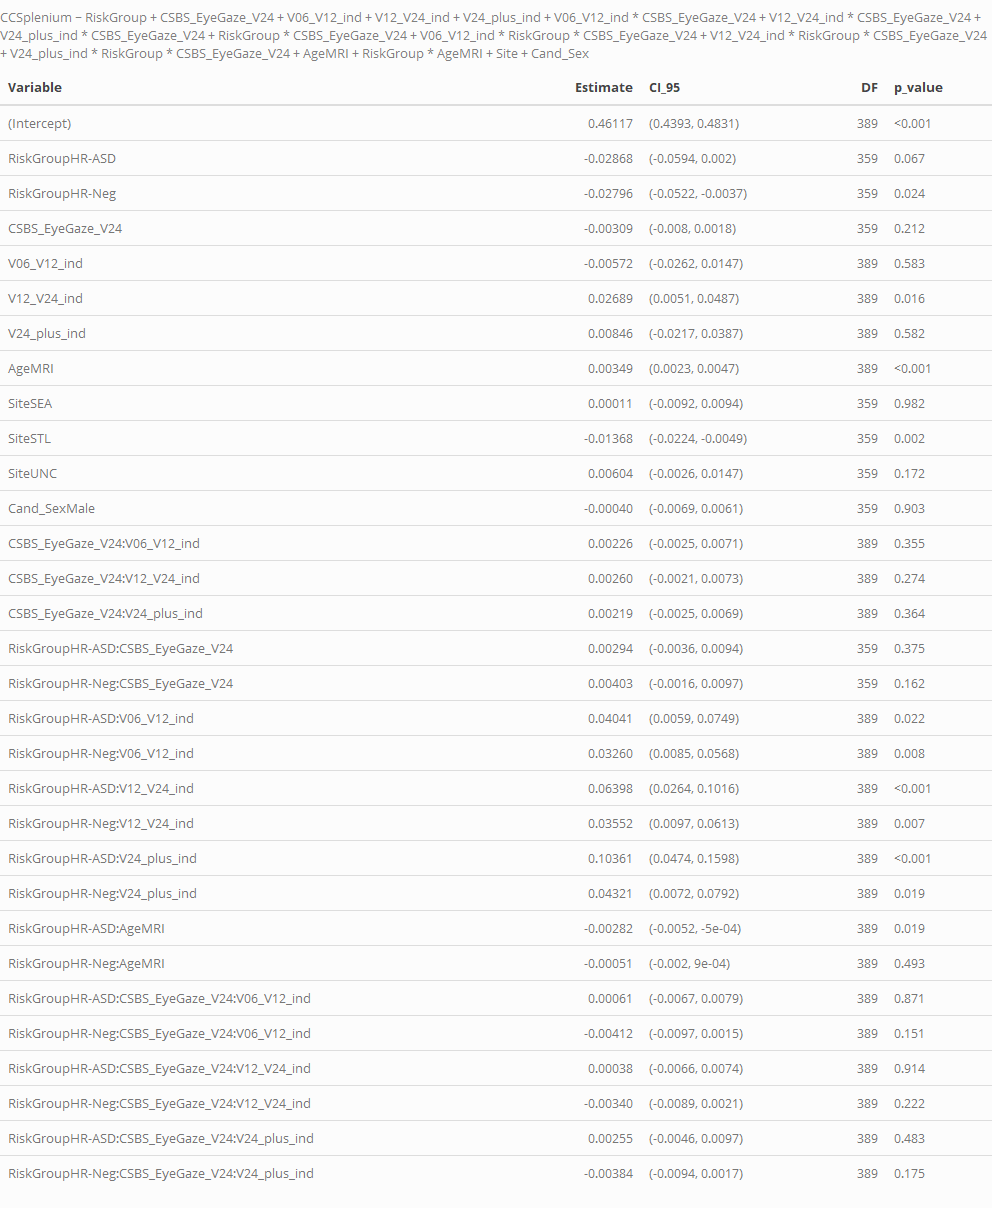 CCSplenium ~ RiskGroup + CSBS_EyeGaze_V24 + V06_V12_ind + V12_V24_ind + V24_plus_ind + V06_V12_ind * CSBS_EyeGaze_V24 + V12_V24_ind * CSBS_EyeGaze_V24 +
V24_plus_ind * CSBS_EyeGaze_V24 + RiskGroup * CSBS_EyeGaze_V24 + V06_V12_ind * RiskGroup * CSBS_EyeGaze_V24 + V12_V24_ind * RiskGroup * CSBS_EyeGaze_V24
+ V24_plus_ind * RiskGroup * CSBS_EyeGaze_V24 + AgeMRI + RiskGroup * AgeMRI + Site + Cand_Sex
Variable Estimate CI_95 DF p_value
(Intercept) 0.46117 (0.4393, 0.4831) 389 <0.001
RiskGroupHR-ASD -0.02868 (-0.0594, 0.002) 359 0.067
RiskGroupHR-Neg -0.02796 (-0.0522, -0.0037) 359 0.024
CSBS_EyeGaze_V24 -0.00309 (-0.008, 0.0018) 359 0.212
V06_V12_ind -0.00572 (-0.0262, 0.0147) 389 0.583
V12_V24_ind 0.02689 (0.0051, 0.0487) 389 0.016
V24_plus_ind 0.00846 (-0.0217, 0.0387) 389 0.582
AgeMRI 0.00349 (0.0023, 0.0047) 389 <0.001
SiteSEA 0.00011 (-0.0092, 0.0094) 359 0.982
SiteSTL -0.01368 (-0.0224, -0.0049) 359 0.002
SiteUNC 0.00604 (-0.0026, 0.0147) 359 0.172
Cand_SexMale -0.00040 (-0.0069, 0.0061) 359 0.903
CSBS_EyeGaze_V24:V06_V12_ind 0.00226 (-0.0025, 0.0071) 389 0.355
CSBS_EyeGaze_V24:V12_V24_ind 0.00260 (-0.0021, 0.0073) 389 0.274
CSBS_EyeGaze_V24:V24_plus_ind 0.00219 (-0.0025, 0.0069) 389 0.364
RiskGroupHR-ASD:CSBS_EyeGaze_V24 0.00294 (-0.0036, 0.0094) 359 0.375
RiskGroupHR-Neg:CSBS_EyeGaze_V24 0.00403 (-0.0016, 0.0097) 359 0.162
RiskGroupHR-ASD:V06_V12_ind 0.04041 (0.0059, 0.0749) 389 0.022
RiskGroupHR-Neg:V06_V12_ind 0.03260 (0.0085, 0.0568) 389 0.008
RiskGroupHR-ASD:V12_V24_ind 0.06398 (0.0264, 0.1016) 389 <0.001
RiskGroupHR-Neg:V12_V24_ind 0.03552 (0.0097, 0.0613) 389 0.007
RiskGroupHR-ASD:V24_plus_ind 0.10361 (0.0474, 0.1598) 389 <0.001
RiskGroupHR-Neg:V24_plus_ind 0.04321 (0.0072, 0.0792) 389 0.019
RiskGroupHR-ASD:AgeMRI -0.00282 (-0.0052, -5e-04) 389 0.019
RiskGroupHR-Neg:AgeMRI -0.00051 (-0.002, 9e-04) 389 0.493
RiskGroupHR-ASD:CSBS_EyeGaze_V24:V06_V12_ind 0.00061 (-0.0067, 0.0079) 389 0.871
RiskGroupHR-Neg:CSBS_EyeGaze_V24:V06_V12_ind -0.00412 (-0.0097, 0.0015) 389 0.151
RiskGroupHR-ASD:CSBS_EyeGaze_V24:V12_V24_ind 0.00038 (-0.0066, 0.0074) 389 0.914
RiskGroupHR-Neg:CSBS_EyeGaze_V24:V12_V24_ind -0.00340 (-0.0089, 0.0021) 389 0.222
RiskGroupHR-ASD:CSBS_EyeGaze_V24:V24_plus_ind 0.00255 (-0.0046, 0.0097) 389 0.483
RiskGroupHR-Neg:CSBS_EyeGaze_V24:V24_plus_ind -0.00384 (-0.0094, 0.0017) 389 0.175